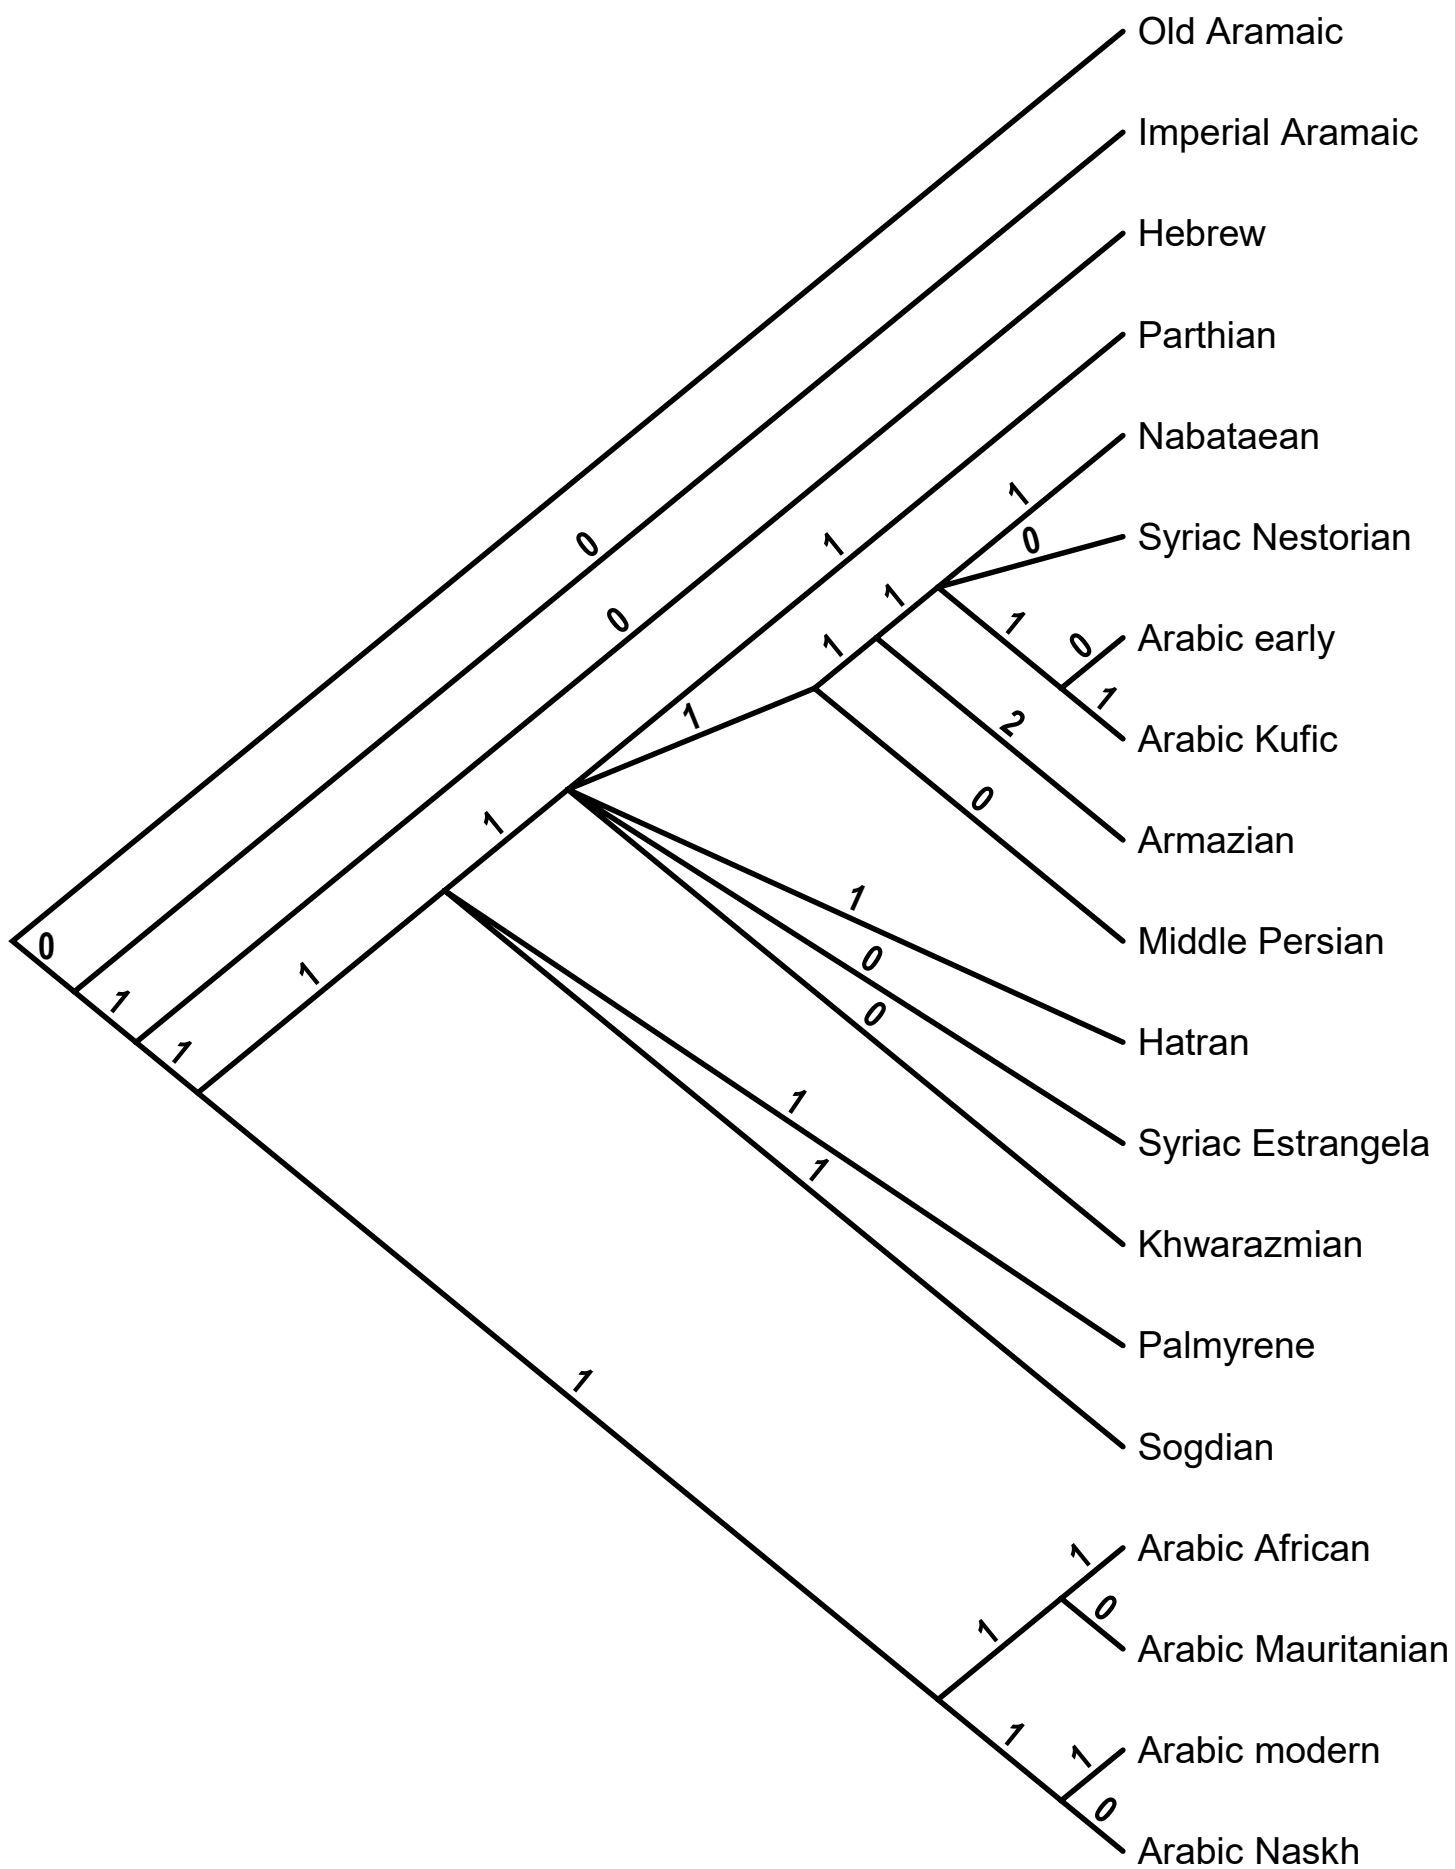 Old Aramaic
Imperial Aramaic
Hebrew
Parthian
Nabataean
1
Syriac Nestorian
0
0
1
1
1
0
Arabic early
0
1
1
Arabic Kufic
1
2
0
Armazian
1
Middle Persian
1
0
1
0
0
Hatran
1
1
Syriac Estrangela
1
1
Khwarazmian
Palmyrene
1
Sogdian
1
Arabic African
0
1
Arabic Mauritanian
1
1
Arabic modern
0
Arabic Naskh